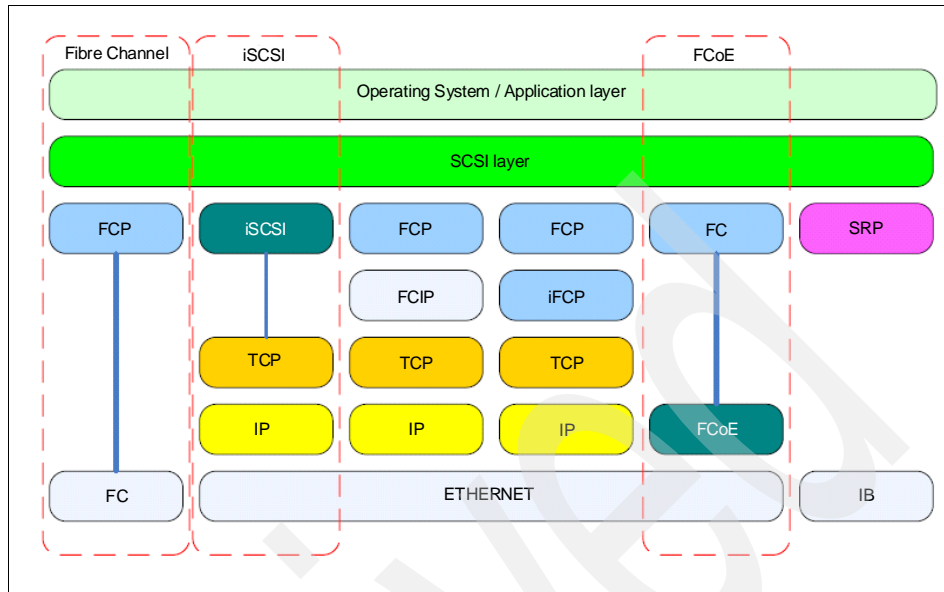 Fibre Channel iSCSI FCoE
Operating System / Application layer
SCSI layer
FCP iSCSI FCP FCP FC SRP
FCIP iFCP
TCP TCP TCP
IP IP IP FCoE
FC ETHERNET IB